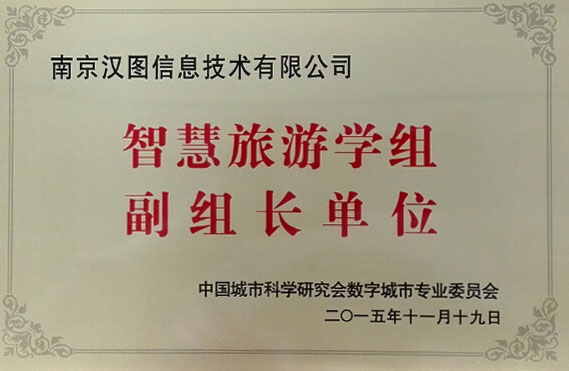 南京汉图信息技术有限公司
智慧旅游学组
副组长单位
中国城市科学研究会数字城市专业委员会
二〇一五年十一月十九日